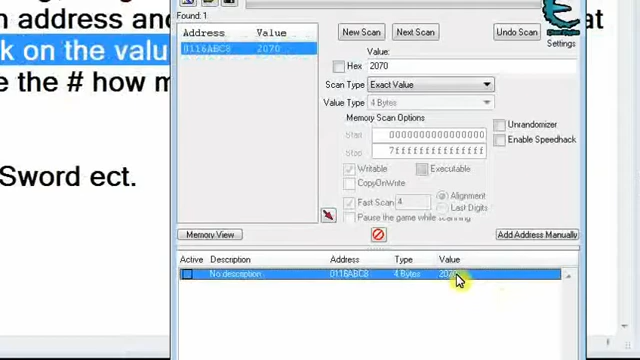 n address and
at
k on the valu
e the # how m
Sword ect.
Found: 1
Address Value
0116ABC8 2070
New Scan Next Scan Undo Scan
Settings
Value:
Hex 2070
Scan Type Exact Value
Value Type 4 Bytes
Memory Scan Options
Start 0000000000000000
Stop 7fffffffffffffff
Writable Executable
CopyOnWrite
Fast Scan 4 Alignment
Last Digits
Pause the game while scanning
Unrandomizer
Enable Speedhack
Memory View Add Address Manually
Active Description Address Type Value
No description 0116ABC8 4 Bytes 207